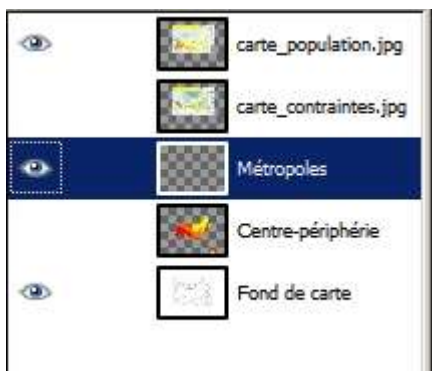 carte_population.jpg
carte_contraintes.jpg
Métropoles
Centre-périphérie
Fond de carte